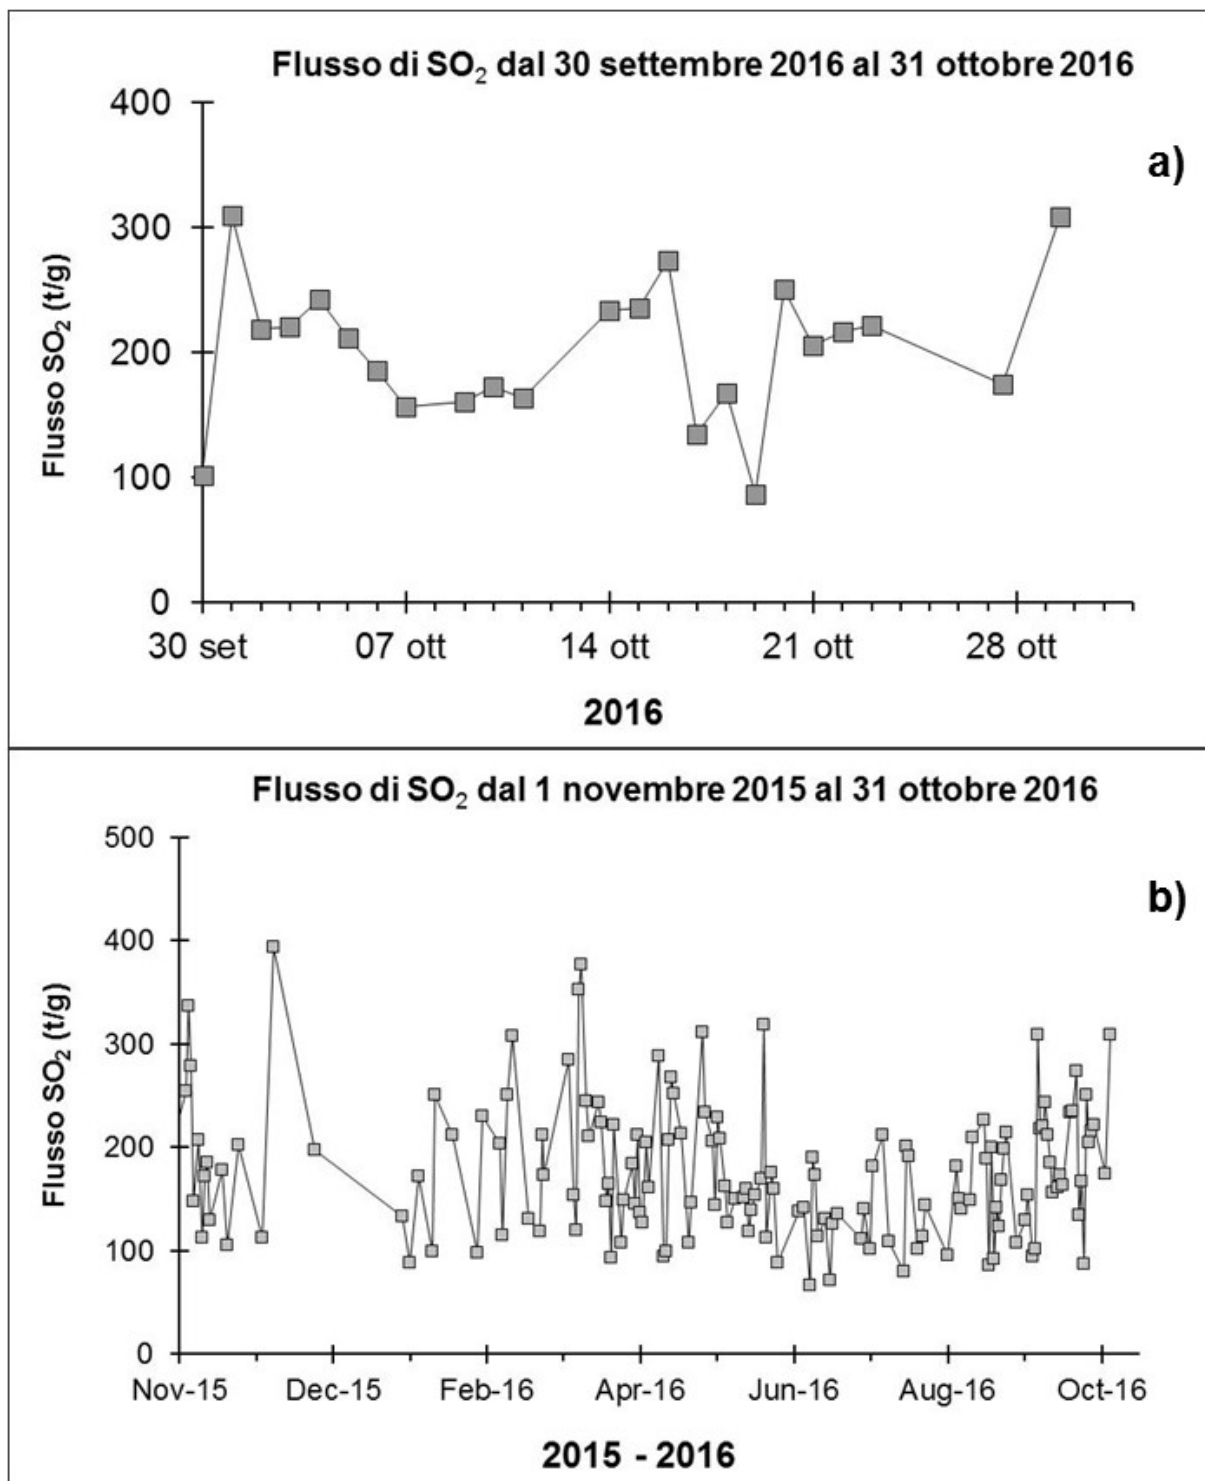 Flusso di SO₂ dal 30 settembre 2016 al 31 ottobre 2016
a)
400
300
200
100
0
Flusso SO₂ (t/g)
30 set 07 ott 14 ott 21 ott 28 ott
2016
Flusso di SO₂ dal 1 novembre 2015 al 31 ottobre 2016
b)
500
400
300
200
100
0
Flusso SO₂ (t/g)
Nov-15 Dec-15 Feb-16 Apr-16 Jun-16 Aug-16 Oct-16
2015 - 2016